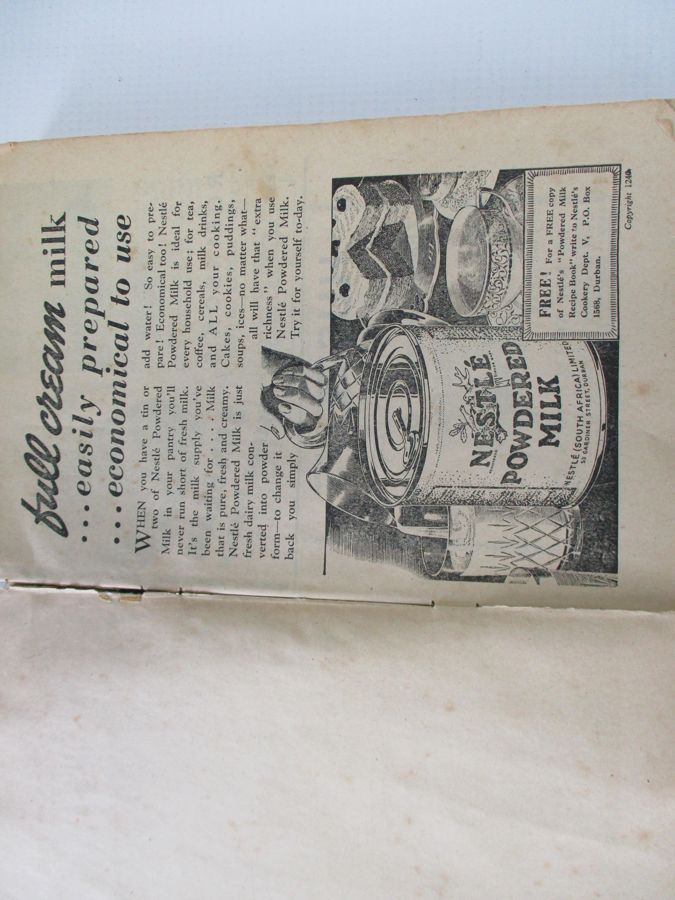 full cream milk
...easily prepared
...economical to use
WHEN you have a tin or
two of Nestlé Powdered
Milk in your pantry you'll
never run short of fresh milk.
It's the milk supply you've
been waiting for . . . . Milk
that is pure, fresh and creamy.
Nestlé Powdered Milk is just
fresh dairy milk con-
verted into powder
form—to change it
back you simply
add water! So easy to pre-
pare! Economical too! Nestlé
Powdered Milk is ideal for
every household use; for tea,
coffee, cereals, milk drinks,
and ALL your cooking.
Cakes, cookies, puddings,
soups, ices—no matter what—
all will have that "extra
richness" when you use
Nestlé Powdered Milk.
Try it for yourself to-day.
NESTLÉ
POWDERED
MILK
NESTLÉ (SOUTH AFRICA) LIMITED
55 GARDINER STREET, DURBAN
FREE! For a FREE copy
of Nestlé's "Powdered Milk
Recipe Book" write to Nestlé's
Cookery Dept. V, P.O. Box
1568, Durban.
Copyright